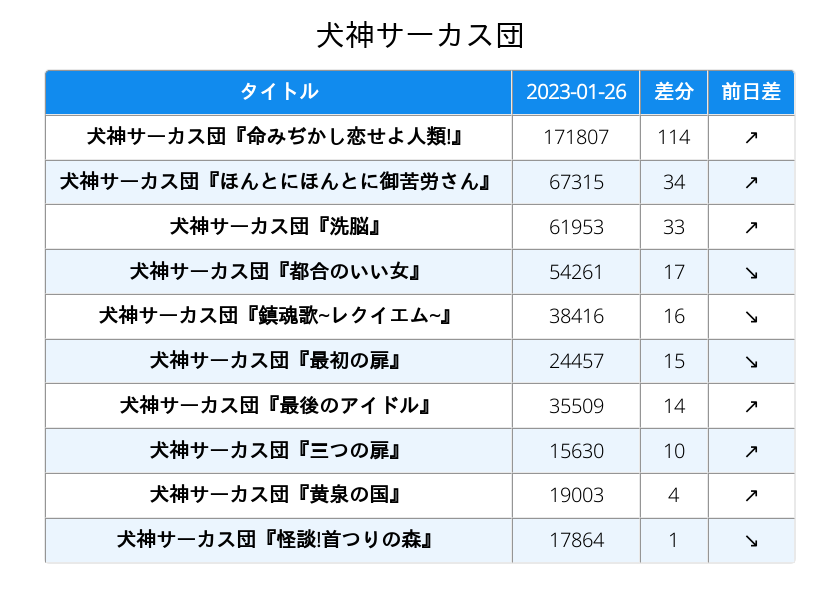 犬神サーカス団
タイトル 2023-01-26 差分 前日差
犬神サーカス団『命みぢかし恋せよ人類!』 171807 114 ↗
犬神サーカス団『ほんとにほんとに御苦労さん』 67315 34 ↗
犬神サーカス団『洗脳』 61953 33 ↗
犬神サーカス団『都合のいい女』 54261 17 ↘
犬神サーカス団『鎮魂歌~レクイエム~』 38416 16 ↘
犬神サーカス団『最初の扉』 24457 15 ↘
犬神サーカス団『最後のアイドル』 35509 14 ↗
犬神サーカス団『三つの扉』 15630 10 ↗
犬神サーカス団『黄泉の国』 19003 4 ↗
犬神サーカス団『怪談!首つりの森』 17864 1 ↘